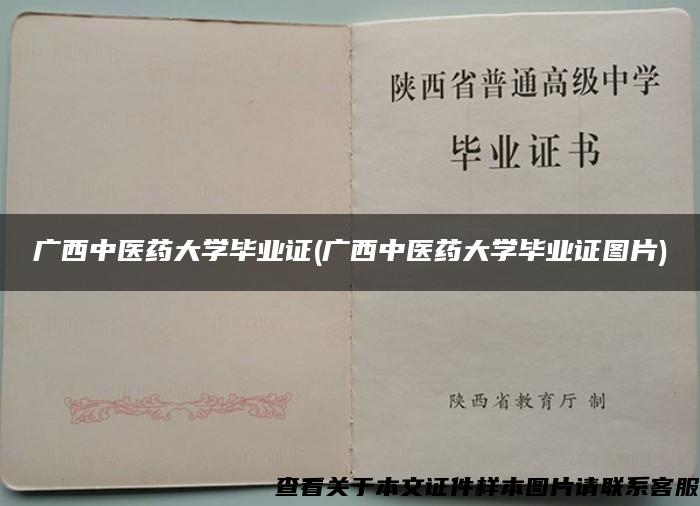 陕西省普通高级中学
毕业证书
广西中医药大学毕业证(广西中医药大学毕业证图片)
陕西省教育厅 制
查看关于本文证件样本图片请联系客服